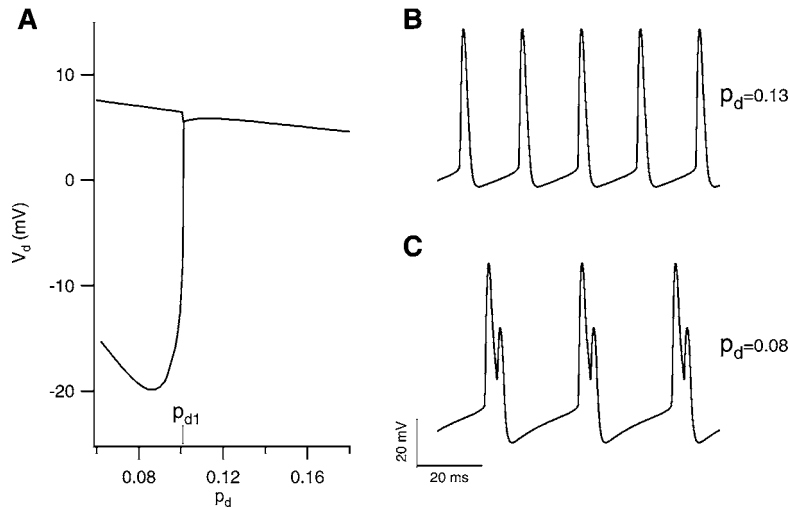 A
10
0
-10
-20
V_d (mV)
p_d1
0.08
0.12
0.16
p_d
B
p_d=0.13
C
p_d=0.08
20 mV
20 ms